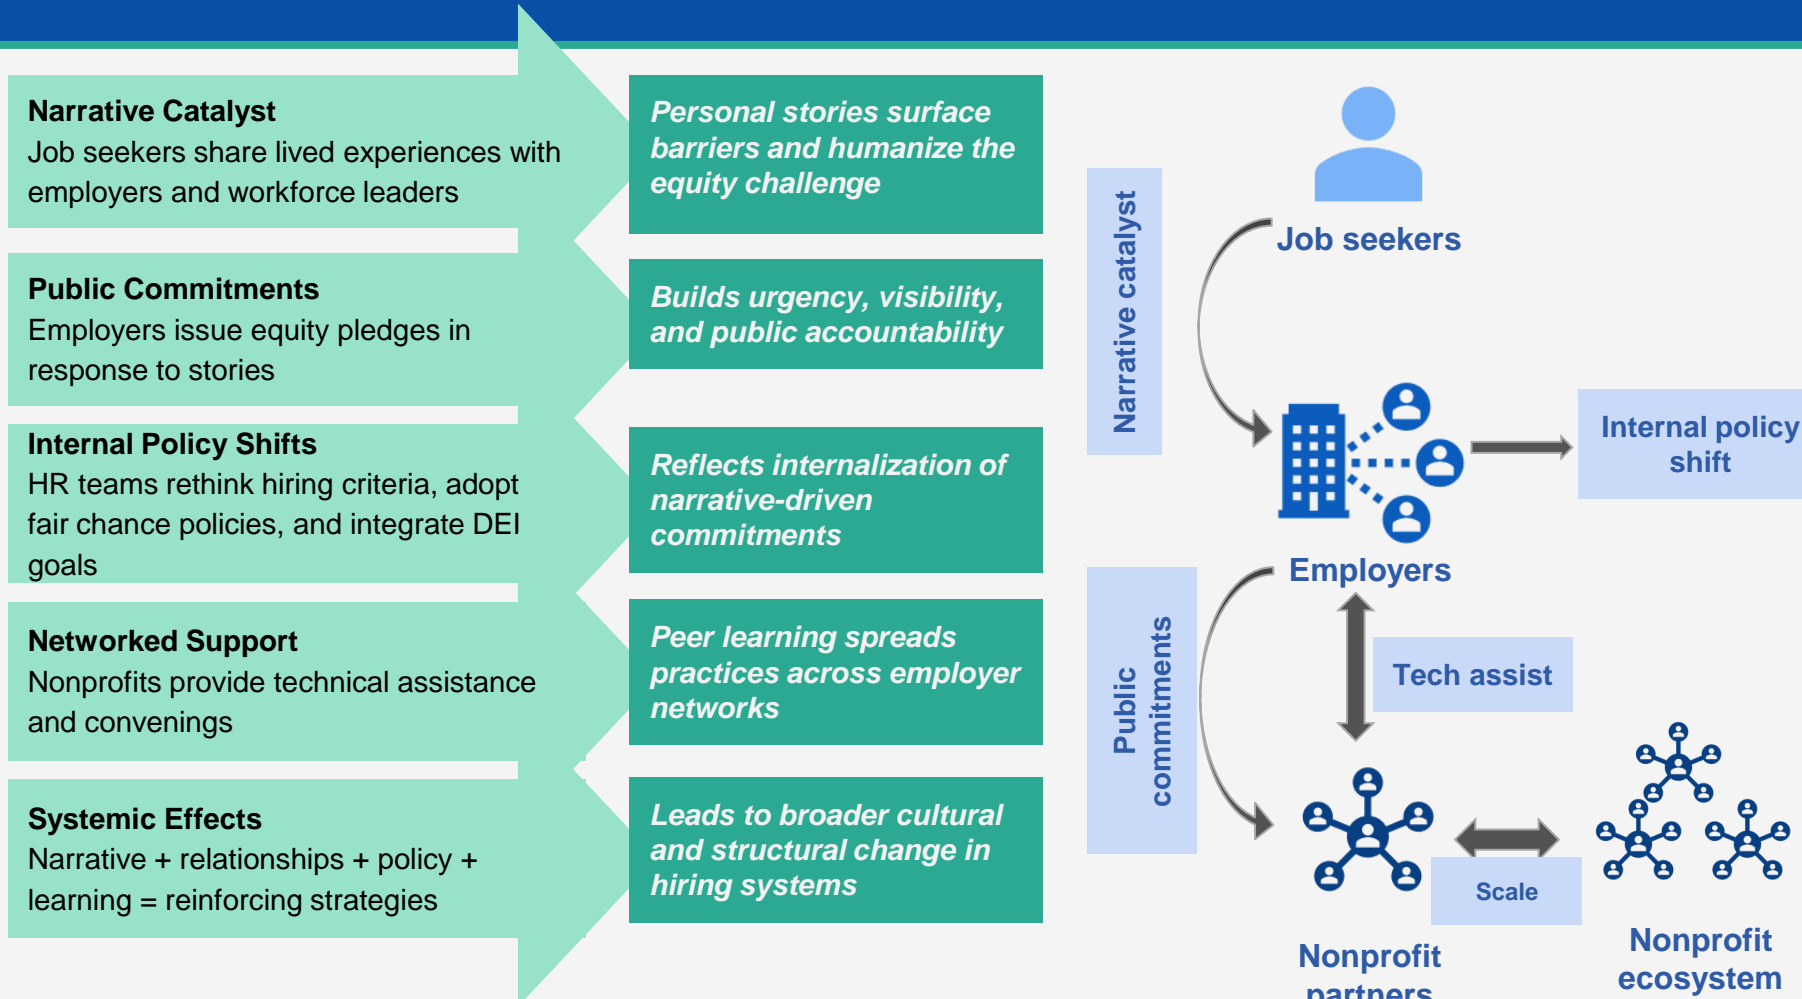 Narrative Catalyst
Job seekers share lived experiences with
employers and workforce leaders
Personal stories surface
barriers and humanize the
equity challenge
Public Commitments
Employers issue equity pledges in
response to stories
Builds urgency, visibility,
and public accountability
Internal Policy Shifts
HR teams rethink hiring criteria, adopt
fair chance policies, and integrate DEI
goals
Reflects internalization of
narrative-driven
commitments
Networked Support
Nonprofits provide technical assistance
and convenings
Peer learning spreads
practices across employer
networks
Systemic Effects
Narrative + relationships + policy +
learning = reinforcing strategies
Leads to broader cultural
and structural change in
hiring systems
Job seekers
Narrative catalyst
Internal policy
shift
Employers
Public
commitments
Tech assist
Scale
Nonprofit
partners
Nonprofit
ecosystem